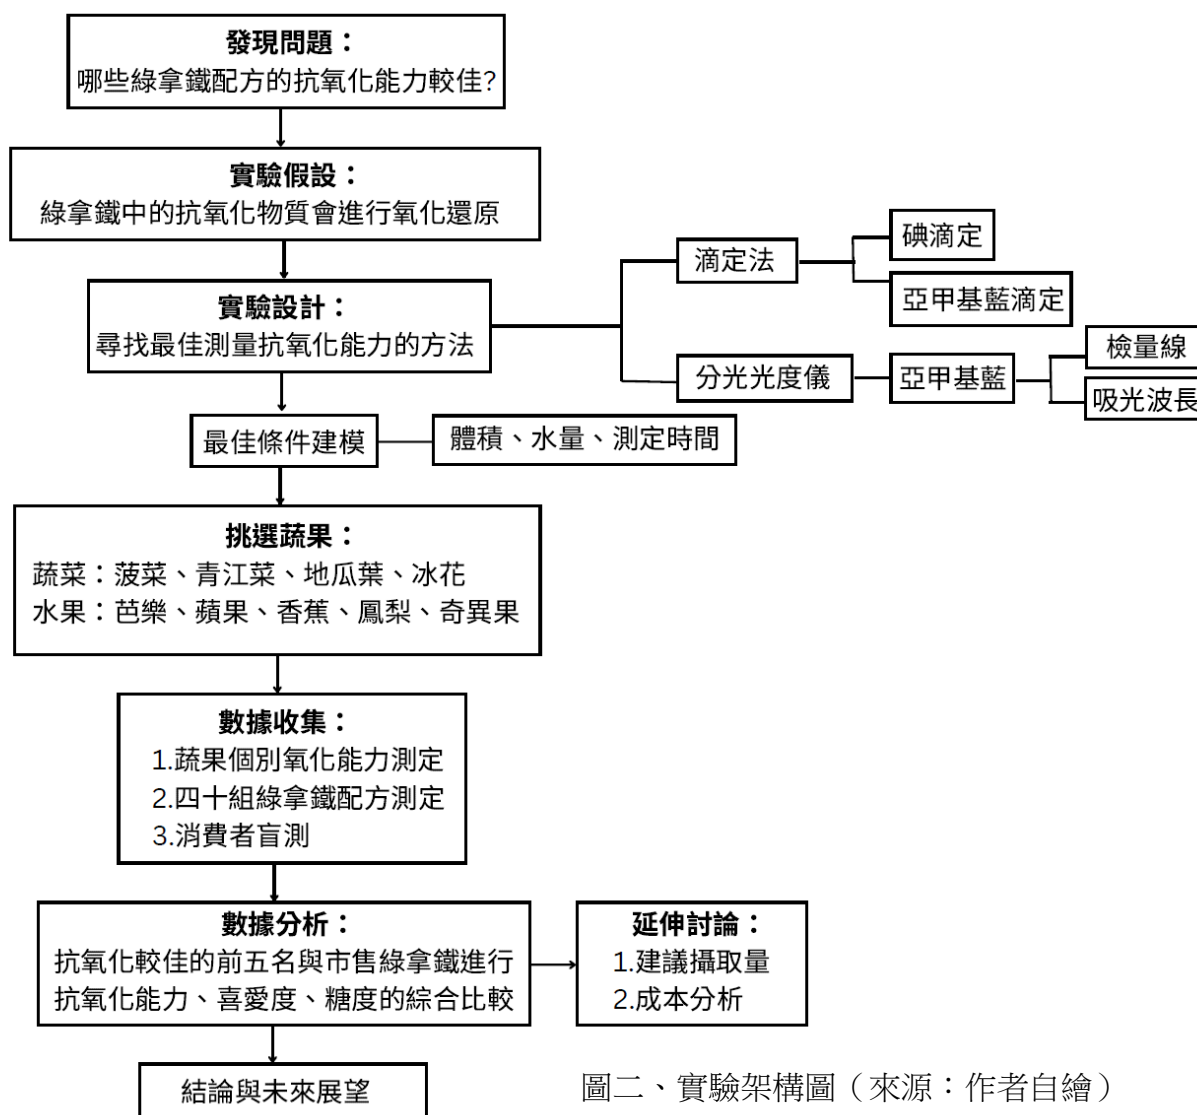 發現問題：
哪些綠拿鐵配方的抗氧化能力較佳?
實驗假設：
綠拿鐵中的抗氧化物質會進行氧化還原
實驗設計：
尋找最佳測量抗氧化能力的方法
滴定法
碘滴定
亞甲基藍滴定
分光光度儀
亞甲基藍
檢量線
吸光波長
最佳條件建模
體積、水量、測定時間
挑選蔬果：
蔬菜：菠菜、青江菜、地瓜葉、冰花
水果：芭樂、蘋果、香蕉、鳳梨、奇異果
數據收集：
1.蔬果個別氧化能力測定
2.四十組綠拿鐵配方測定
3.消費者盲測
數據分析：
抗氧化較佳的前五名與市售綠拿鐵進行
抗氧化能力、喜愛度、糖度的綜合比較
延伸討論：
1.建議攝取量
2.成本分析
結論與未來展望
圖二、實驗架構圖（來源：作者自繪）